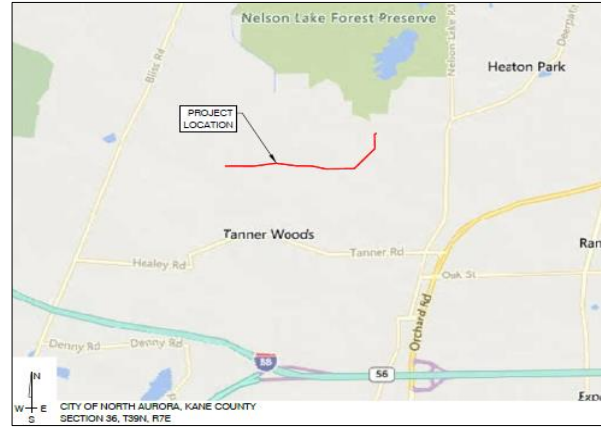 Nelson Lake Forest Preserve
Nelson Lake Rd
Deerpath
Bliss Rd
Heaton Park
PROJECT
LOCATION
Tanner Woods
Tanner Rd
Ran
Healey Rd
Oak St
Orchard Rd
Denny Rd
Denny Rd
88
56
N
W E
S
CITY OF NORTH AURORA, KANE COUNTY
SECTION 36, T39N, R7E
Expo